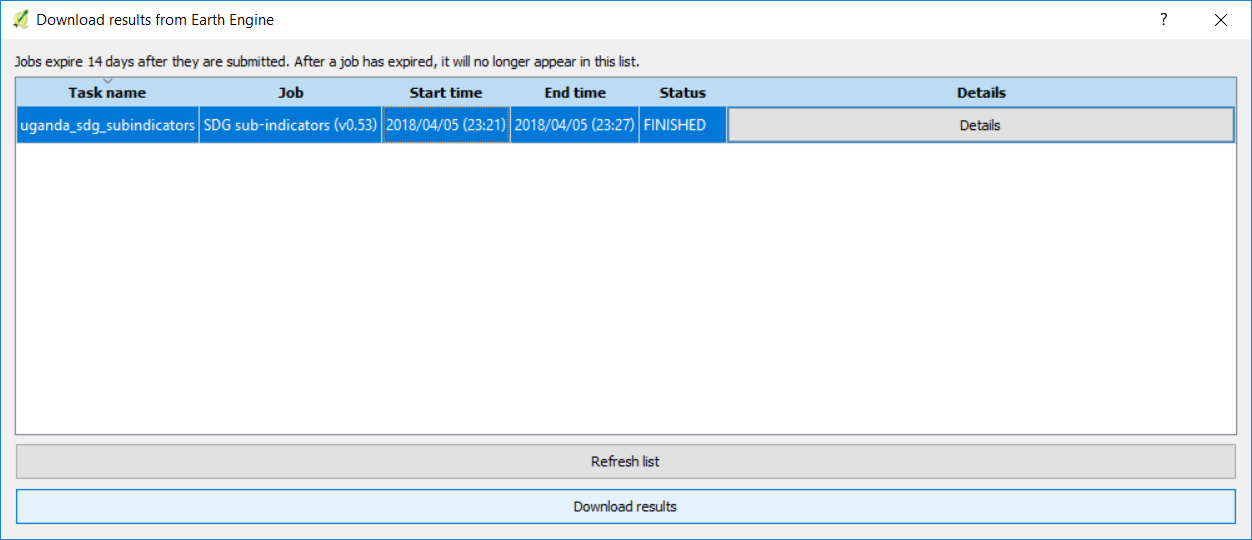 Download results from Earth Engine ?
Jobs expire 14 days after they are submitted. After a job has expired, it will no longer appear in this list.
Task name Job Start time End time Status Details
uganda_sdg_subindicators SDG sub-indicators (v0.53) 2018/04/05 (23:21) 2018/04/05 (23:27) FINISHED Details
Refresh list
Download results